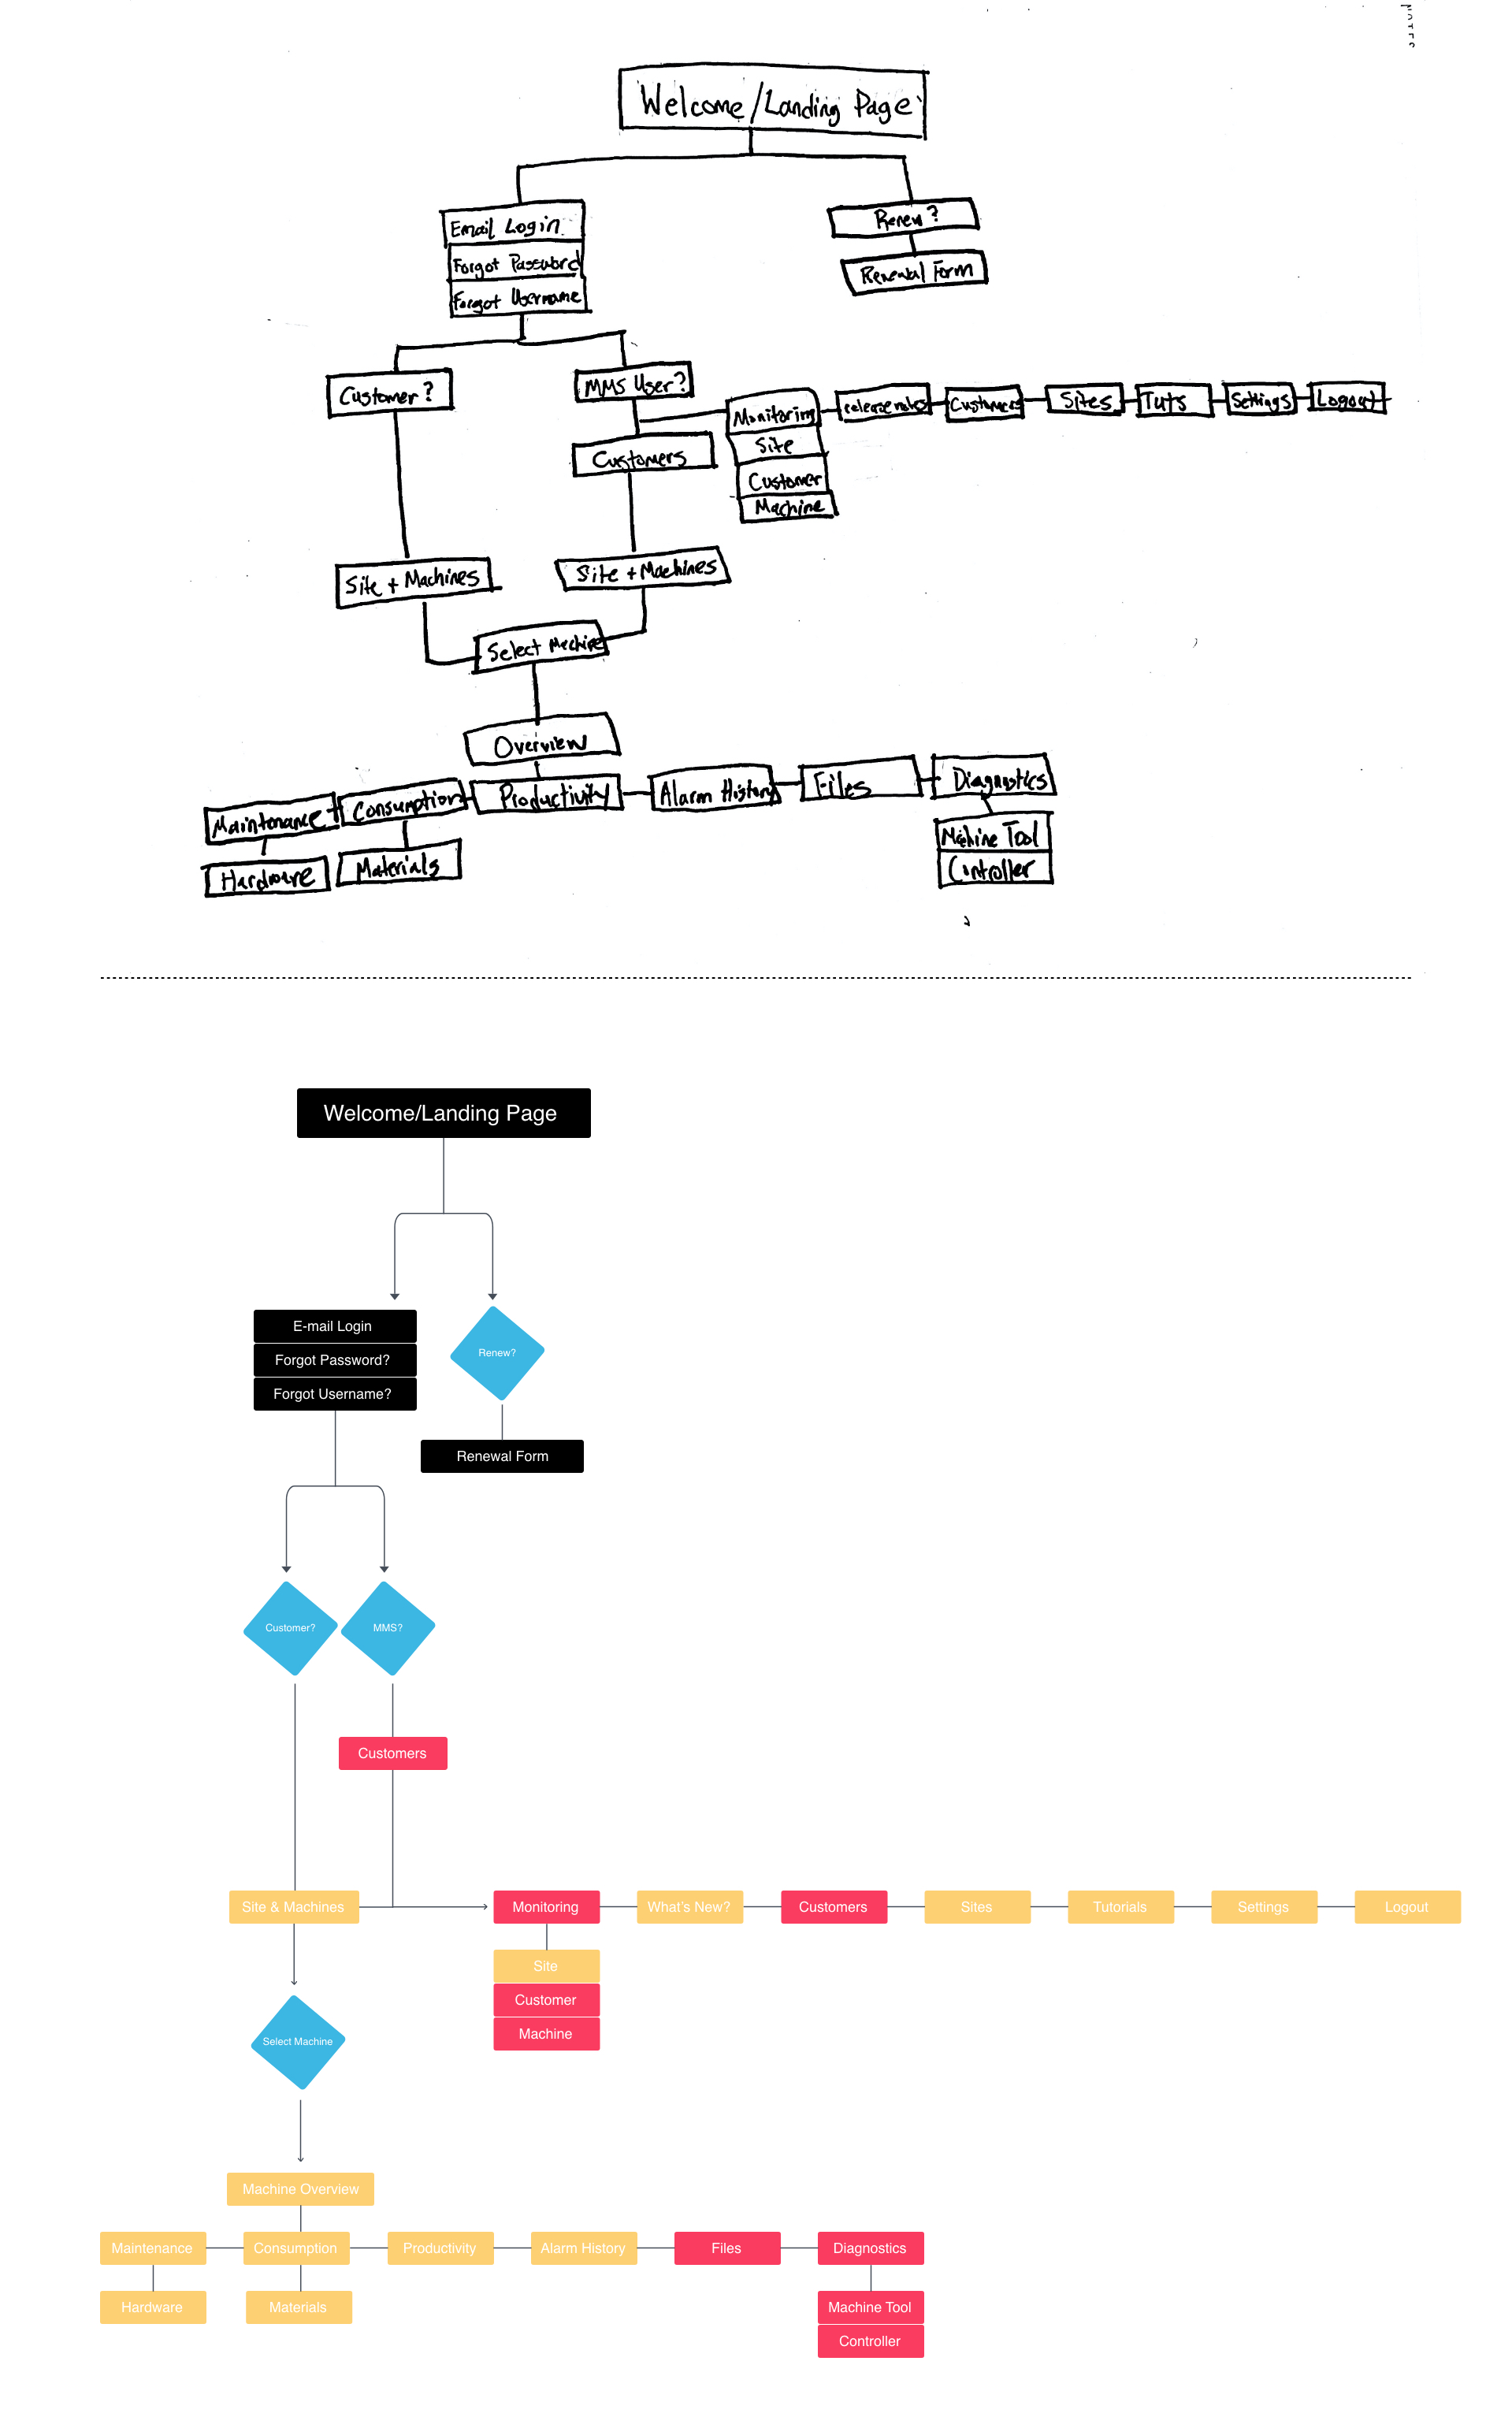 NOTES
Welcome/Landing Page
Email Login
Forgot Password
Forgot Username
Renew?
Renewal Form
Customer?
MMS User?
Monitoring
release notes
Customers
Sites
Tuts
Settings
Logout
Site
Customer
Machine
Customers
Site + Machines
Site + Machines
Select Machine
Overview
Maintenance
Consumption
Productivity
Alarm History
Files
Diagnostics
Hardware
Materials
Machine Tool
Controller
Welcome/Landing Page
E-mail Login
Forgot Password?
Forgot Username?
Renew?
Renewal Form
Customer?
MMS?
Customers
Site & Machines
Monitoring
What's New?
Customers
Sites
Tutorials
Settings
Logout
Site
Customer
Machine
Select Machine
Machine Overview
Maintenance
Consumption
Productivity
Alarm History
Files
Diagnostics
Hardware
Materials
Machine Tool
Controller